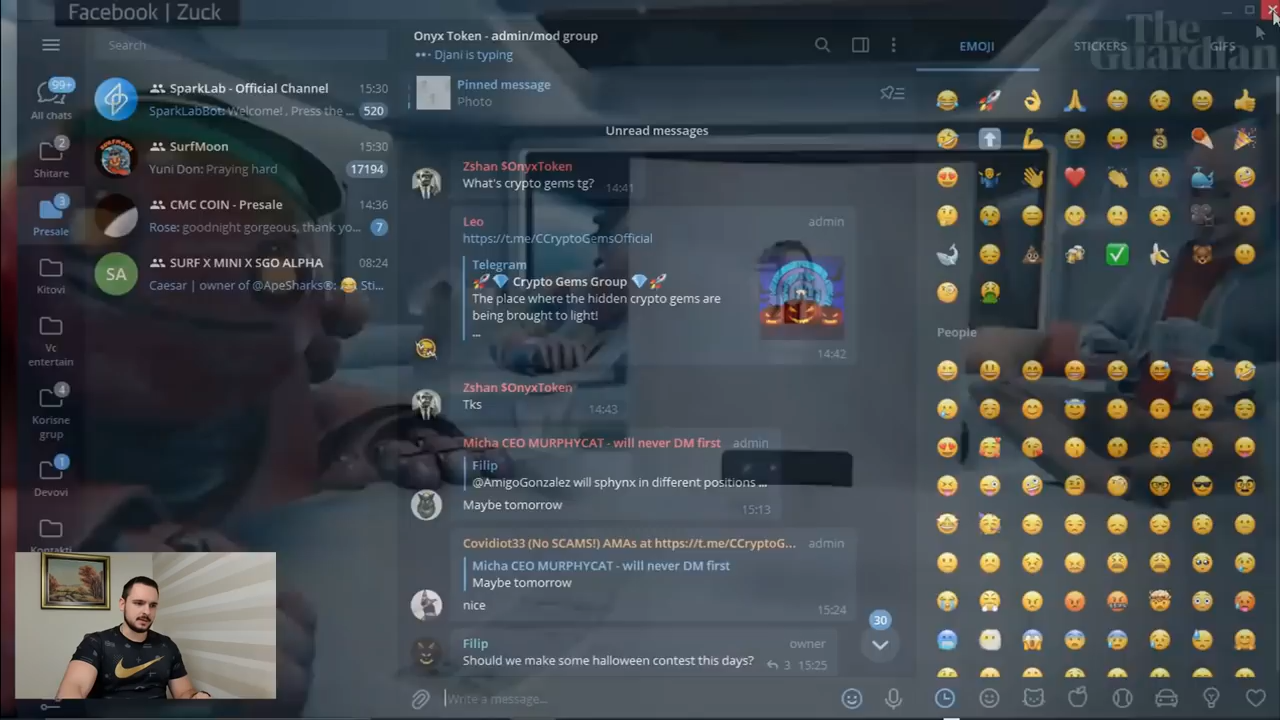 Facebook | Zuck
The
Guardian
Search
99+
All chats
2
Shitare
3
Presale
Kitovi
Vc
entertain
4
Korisne
grup
1
Devovi
Kontakti
SparkLab - Official Channel
15:30
SparkLabBot: Welcome! . Press the ...
520
SurfMoon
15:30
Yuni Don: Praying hard
17194
CMC COIN - Presale
14:36
Rose: goodnight gorgeous, thank yo...
7
SA
SURF X MINI X SGO ALPHA
08:24
Caesar | owner of @ApeSharks®: 😂 Sti...
Onyx Token - admin/mod group
Djani is typing
Pinned message
Photo
Unread messages
Zshan $OnyxToken
What's crypto gems tg?
14:41
Leo
admin
https://t.me/CCryptoGemsOfficial
Telegram
🚀💎 Crypto Gems Group 💎🚀
The place where the hidden crypto gems are
being brought to light!
...
14:42
Zshan $OnyxToken
Tks
14:43
Micha CEO MURPHYCAT - will never DM first
admin
Filip
@AmigoGonzalez will sphynx in different positions ...
Maybe tomorrow
15:13
Covidiot33 (No SCAMS!) AMAs at https://t.me/CCryptoG...
admin
Micha CEO MURPHYCAT - will never DM first
Maybe tomorrow
nice
15:24
30
Filip
owner
Should we make some halloween contest this days?
3 15:25
Write a message...
EMOJI
STICKERS
GIFS
People